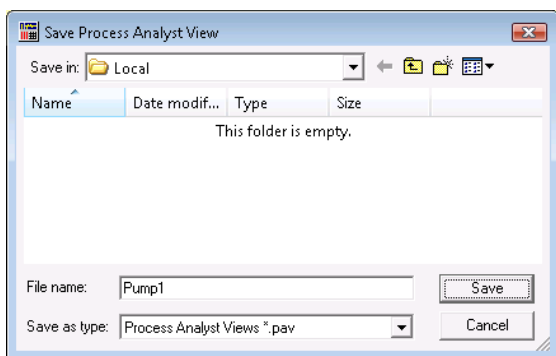 Save Process Analyst View
Save in: Local
Name Date modif... Type Size
This folder is empty.
File name: Pump1 Save
Save as type: Process Analyst Views *.pav Cancel